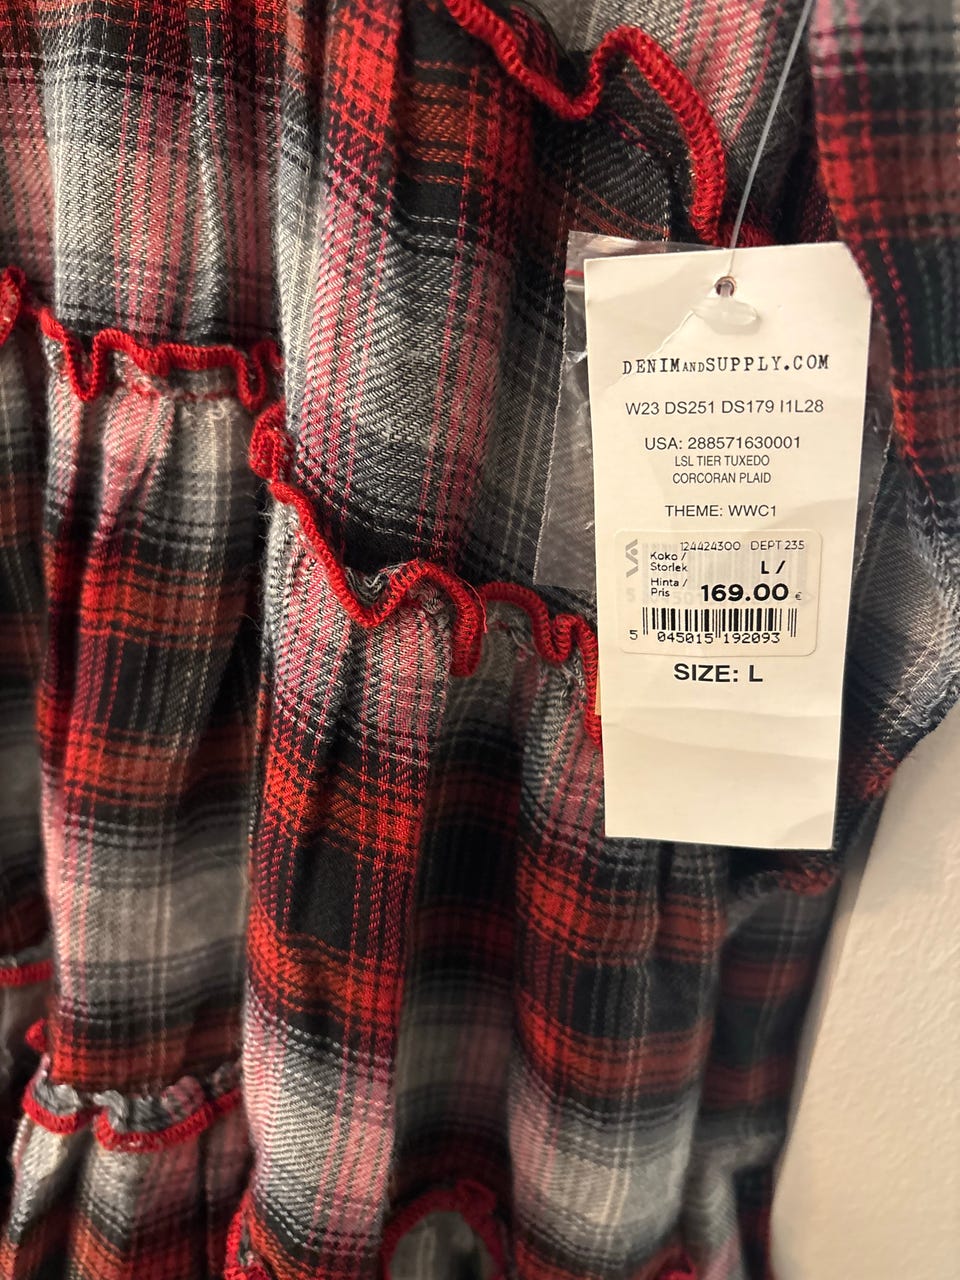 DENIMANDSUPPLY.COM
W23 DS251 DS179 I1L28
USA: 288571630001
LSL TIER TUXEDO
CORCORAN PLAID
THEME: WWC1
124424300 DEPT 235
Koko /
Storlek L /
Hinta /
Pris 169.00 €
5 045015 192093
SIZE: L